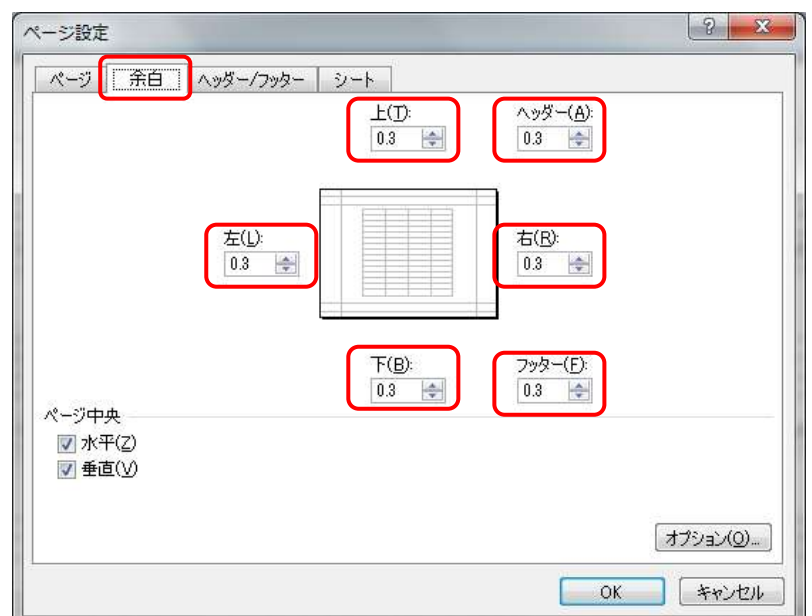 ページ設定
ページ 余白 ヘッダー/フッター シート
上(T): ヘッダー(A):
0.3 0.3
左(L): 右(R):
0.3 0.3
下(B): フッター(F):
0.3 0.3
ページ中央
水平(Z)
垂直(V)
オプション(O)...
OK キャンセル